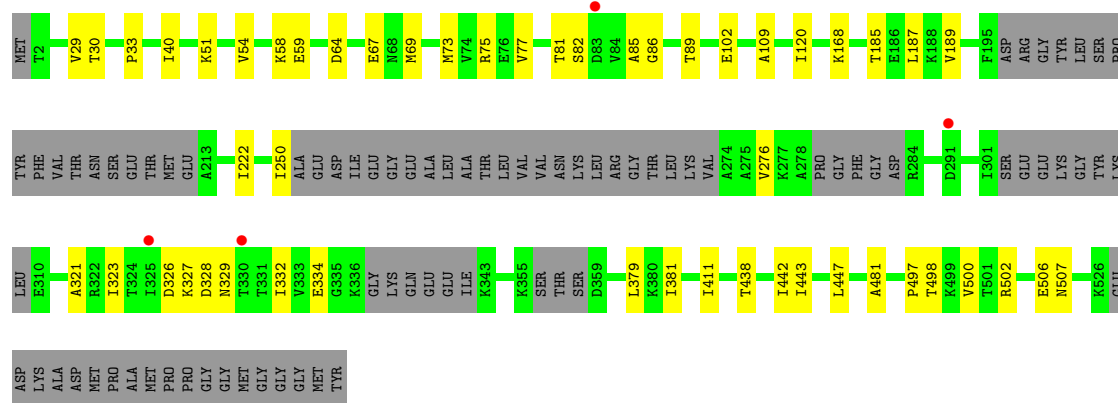 MET T2 V29 T30 P33 I40 K51 V54 K58 E59 D64 E67 N68 M69 M73 V74 R75 E76 V77 T81 S82 D83 V84 A85 G86 T89 E102 A109 I120 K168 T185 E186 L187 K188 V189 F195 ASP ARG GLY TYR LEU SER PRO
TYR PHE VAL THR ASN SER GLU THR MET GLU A213 I222 I250 ALA GLU ASP ILE GLU GLY GLU ALA LEU ALA THR LEU VAL VAL ASN LYS LEU ARG GLY THR LEU LYS VAL A274 A275 V276 K277 A278 PRO GLY PHE GLY ASP R284 D291 I301 SER GLU GLU LYS GLY TYR LYS
LEU E310 A321 R322 I323 T324 I325 D326 K327 D328 N329 T330 T331 I332 V333 E334 G335 K336 GLY LYS GLN GLU GLU ILE K343 K355 SER THR SER D359 L379 K380 I381 I411 T438 I442 I443 L447 A481 P497 T498 K499 V500 T501 R502 E506 N507 K526 GLU
ASP LYS ALA ASP MET PRO ALA MET PRO PRO GLY GLY MET GLY GLY GLY MET TYR